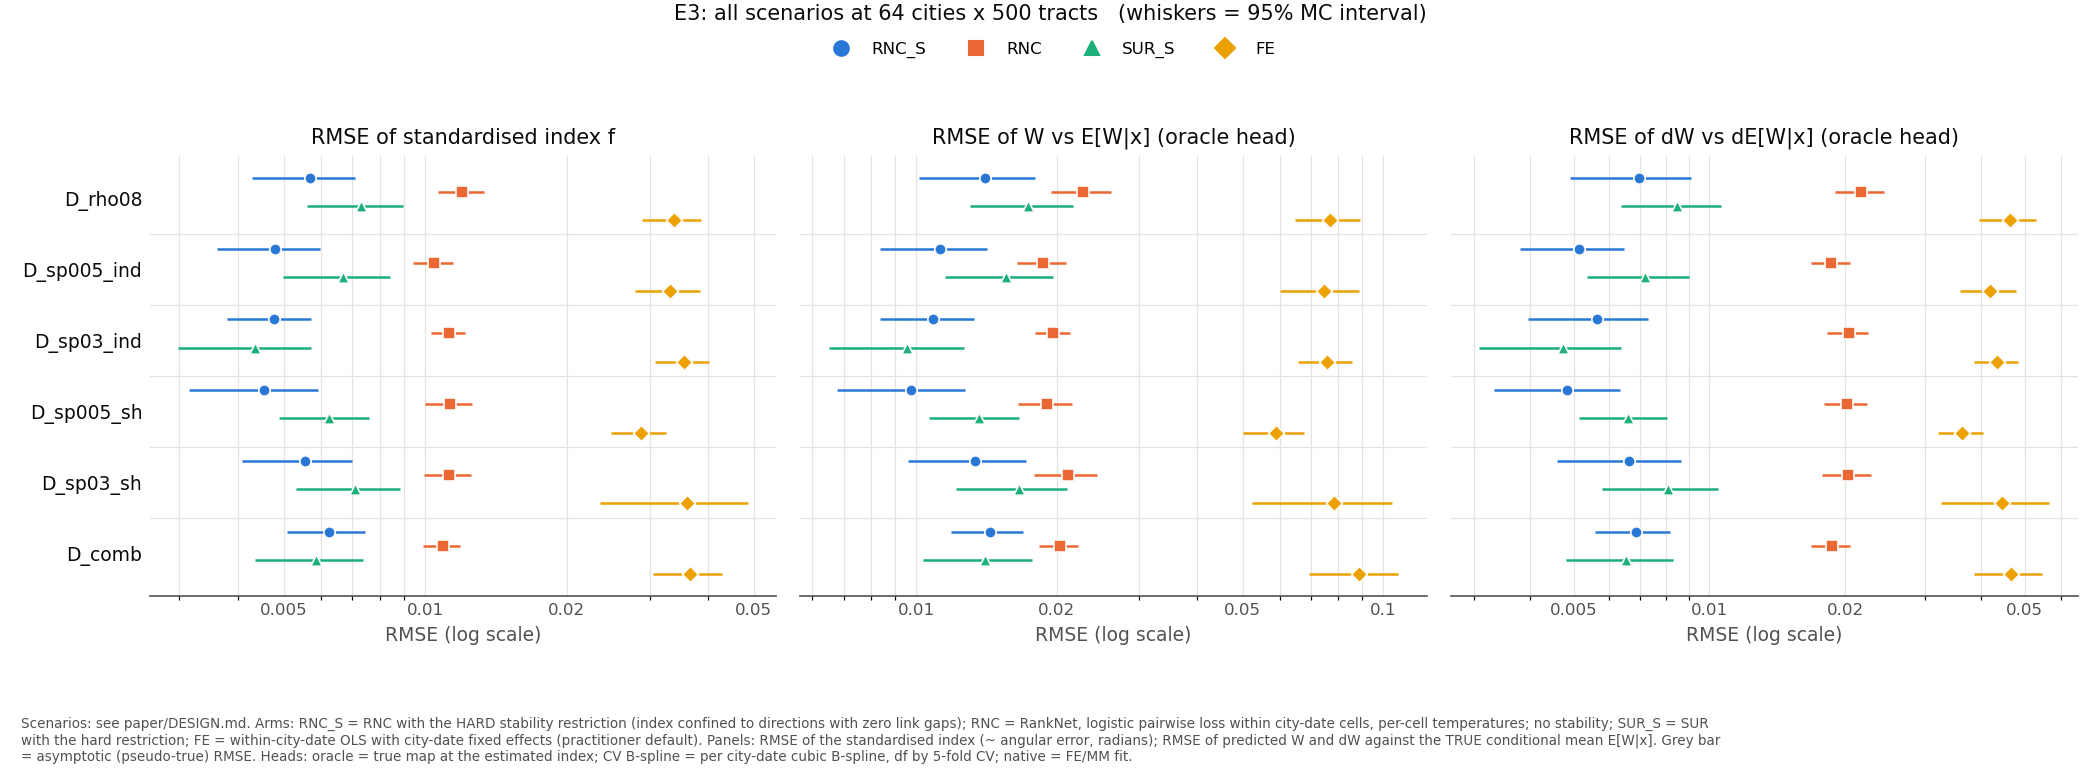 E3: all scenarios at 64 cities x 500 tracts (whiskers = 95% MC interval)
RNC_S RNC SUR_S FE
RMSE of standardised index f
RMSE of W vs E[W|x] (oracle head)
RMSE of dW vs dE[W|x] (oracle head)
D_rho08
D_sp005_ind
D_sp03_ind
D_sp005_sh
D_sp03_sh
D_comb
0.005 0.01 0.02 0.05
0.01 0.02 0.05 0.1
0.005 0.01 0.02 0.05
RMSE (log scale)
RMSE (log scale)
RMSE (log scale)
Scenarios: see paper/DESIGN.md. Arms: RNC_S = RNC with the HARD stability restriction (index confined to directions with zero link gaps); RNC = RankNet, logistic pairwise loss within city-date cells, per-cell temperatures; no stability; SUR_S = SUR
with the hard restriction; FE = within-city-date OLS with city-date fixed effects (practitioner default). Panels: RMSE of the standardised index (~ angular error, radians); RMSE of predicted W and dW against the TRUE conditional mean E[W|x]. Grey bar
= asymptotic (pseudo-true) RMSE. Heads: oracle = true map at the estimated index; CV B-spline = per city-date cubic B-spline, df by 5-fold CV; native = FE/MM fit.